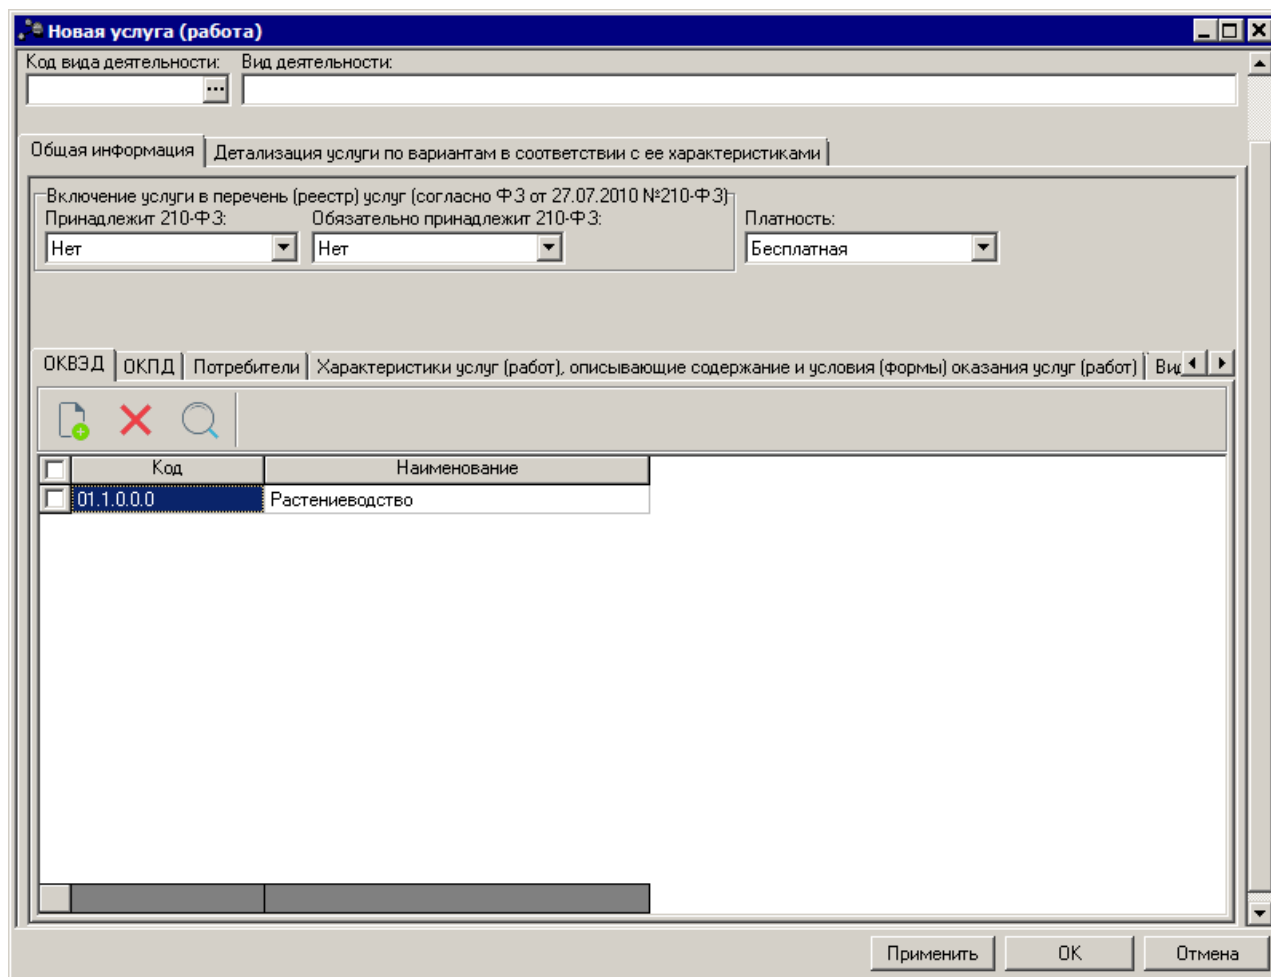 Новая услуга (работа)
Код вида деятельности: Вид деятельности:
Общая информация Детализация услуги по вариантам в соответствии с ее характеристиками
Включение услуги в перечень (реестр) услуг (согласно ФЗ от 27.07.2010 №210-ФЗ)
Принадлежит 210-ФЗ: Обязательно принадлежит 210-ФЗ: Платность:
Нет Нет Бесплатная
ОКВЭД ОКПД Потребители Характеристики услуг (работ), описывающие содержание и условия (формы) оказания услуг (работ)
Код Наименование
01.1.0.0.0 Растениеводство
Применить OK Отмена